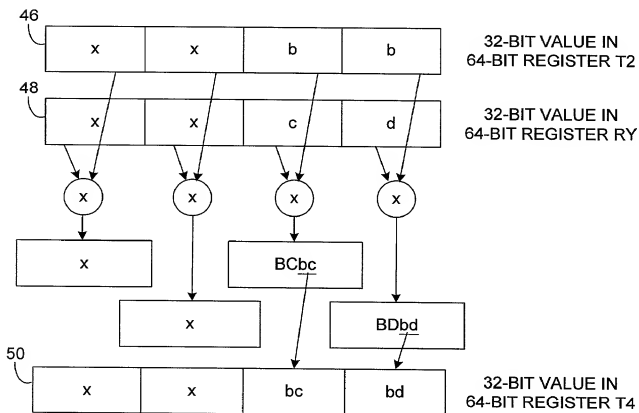 46
x x b b
32-BIT VALUE IN
64-BIT REGISTER T2
48
x x c d
32-BIT VALUE IN
64-BIT REGISTER RY
x x x x
x
BCbc
x
BDbd
50
x x bc bd
32-BIT VALUE IN
64-BIT REGISTER T4